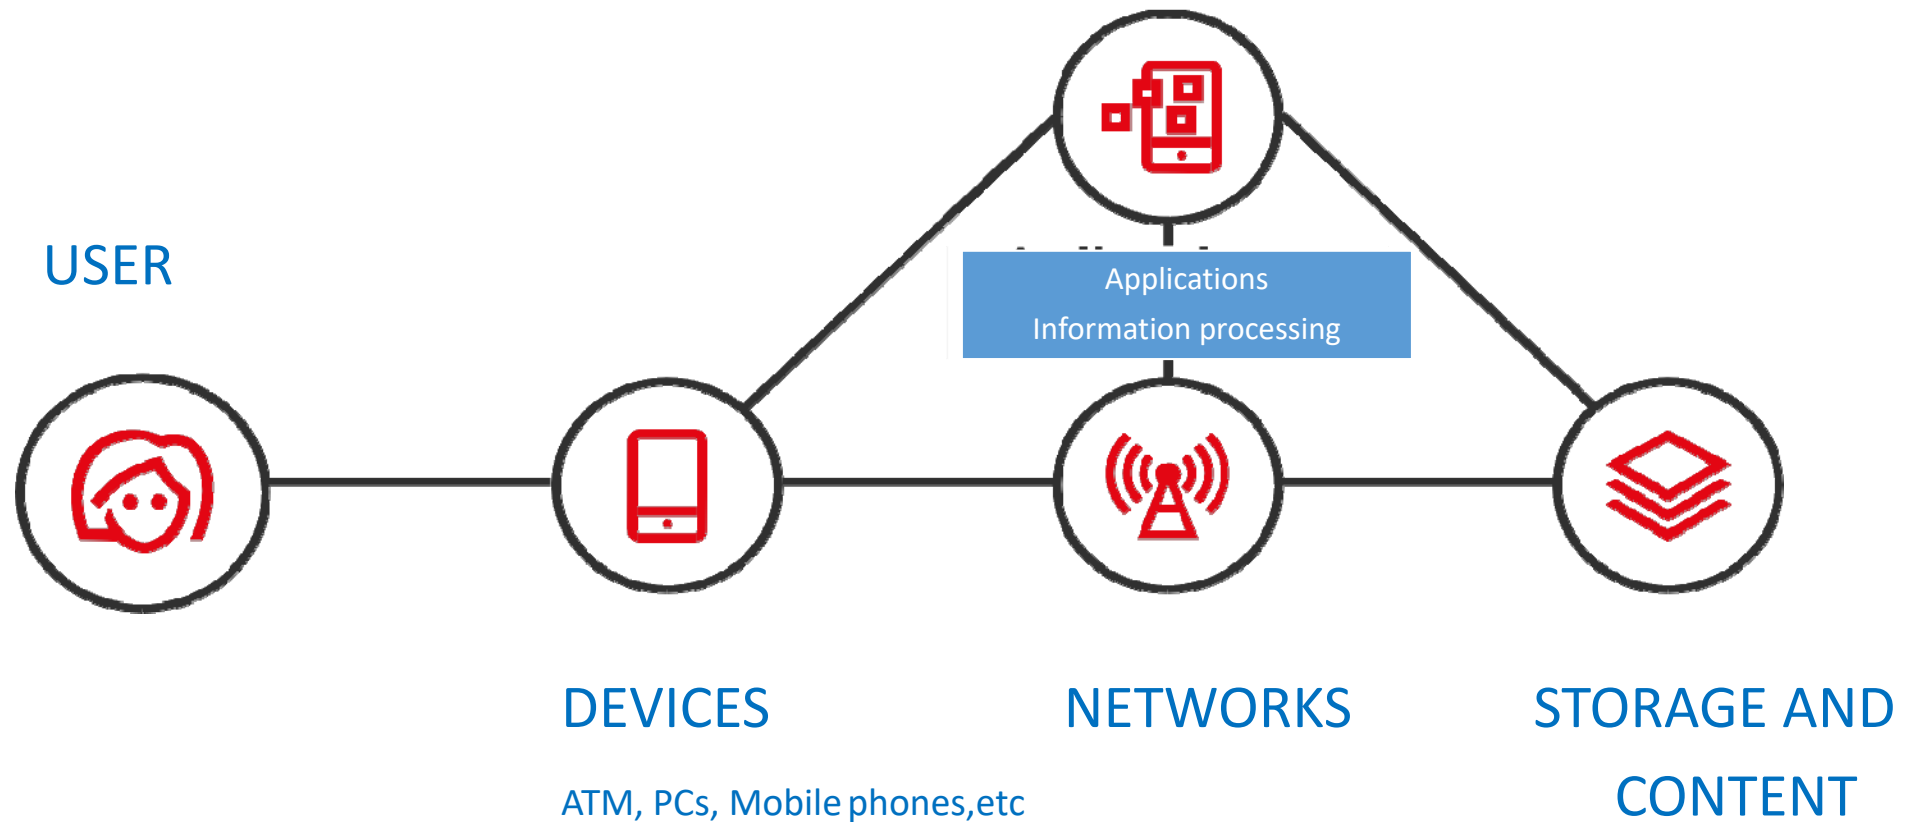 Applications
Information processing
USER
DEVICES
NETWORKS
STORAGE AND
CONTENT
ATM, PCs, Mobile phones,etc